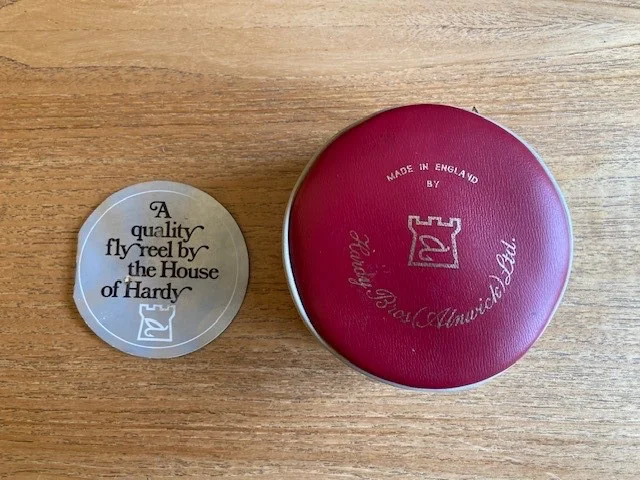 A
quality
fly reel by
the House
of Hardy
a
MADE IN ENGLAND
BY
a
Hardy Bros (Alnwick) Ltd.